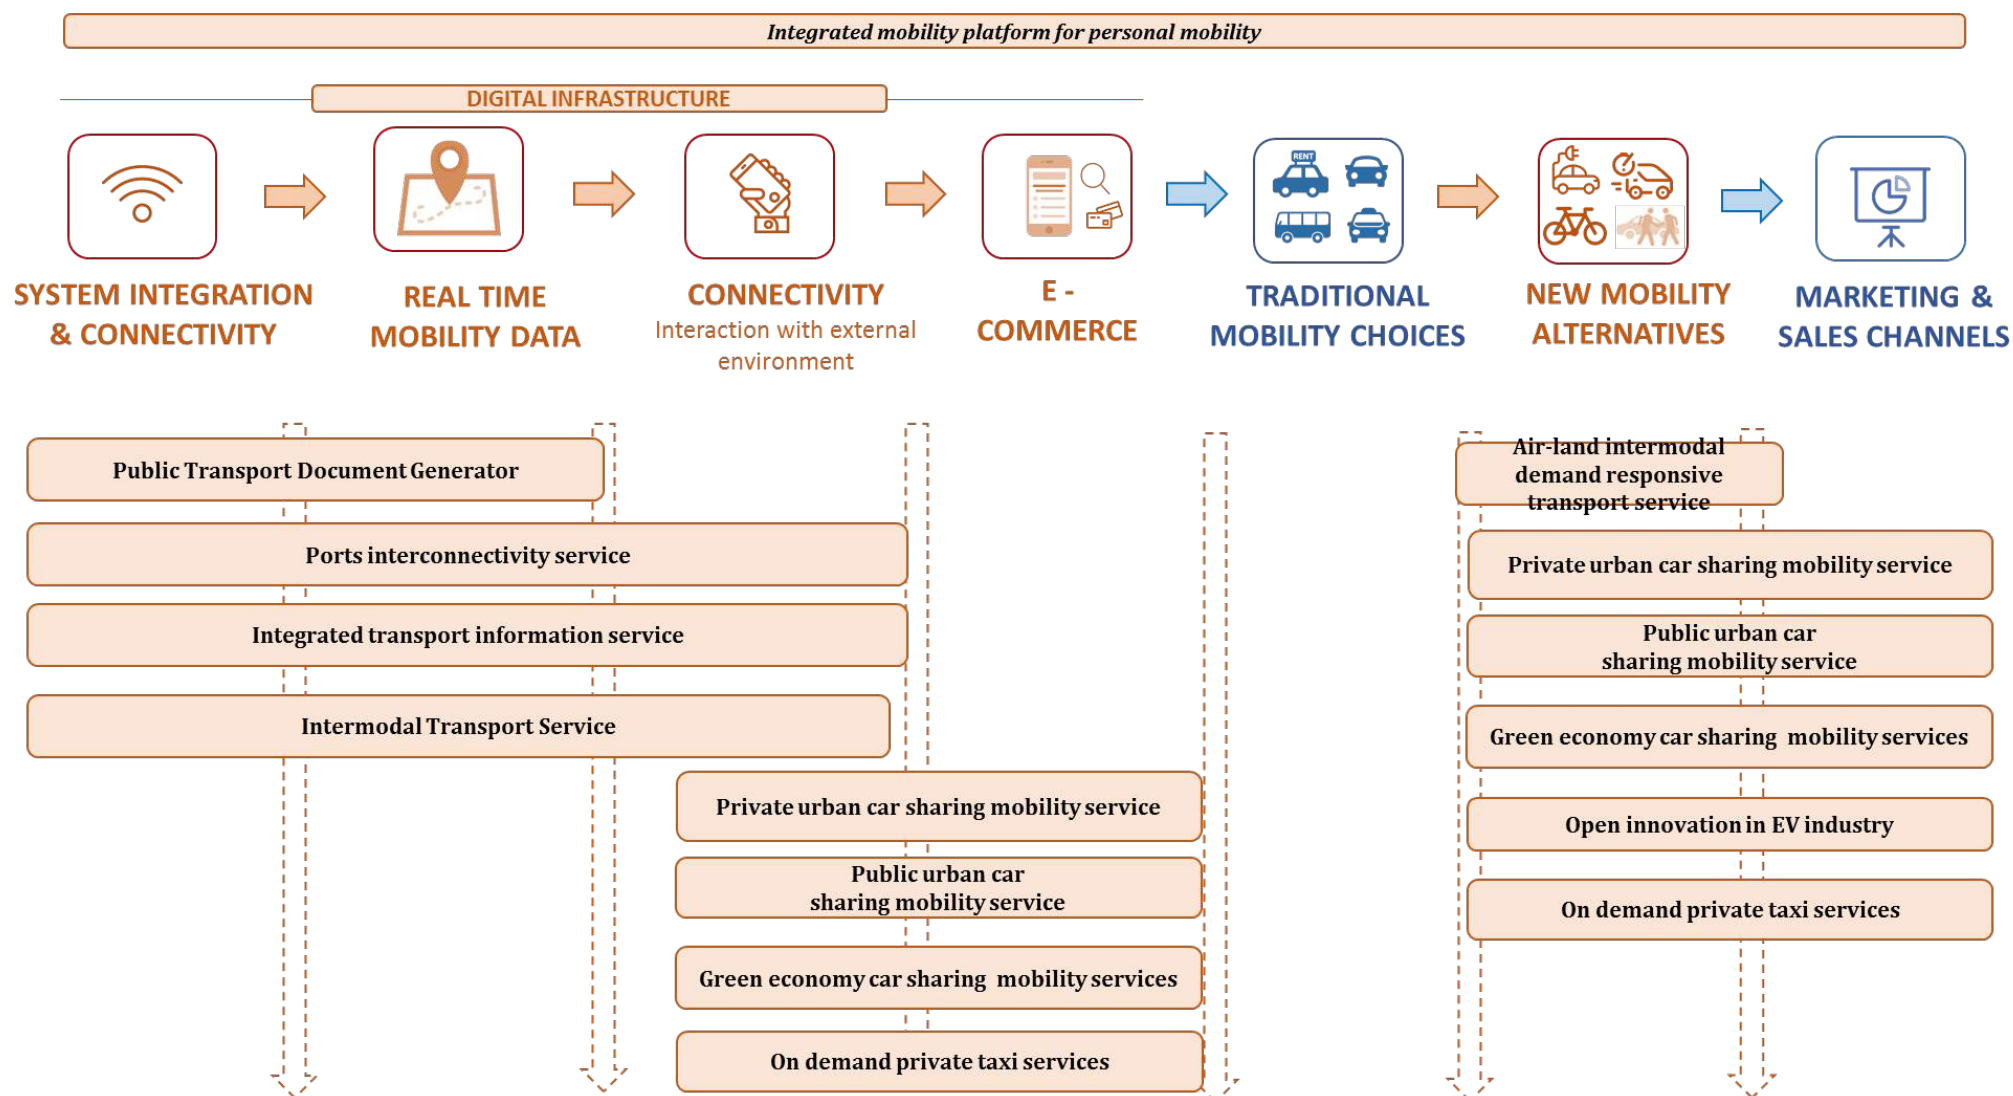 Integrated mobility platform for personal mobility
DIGITAL INFRASTRUCTURE
RENT
SYSTEM INTEGRATION
& CONNECTIVITY
REAL TIME
MOBILITY DATA
CONNECTIVITY
Interaction with external
environment
E -
COMMERCE
TRADITIONAL
MOBILITY CHOICES
NEW MOBILITY
ALTERNATIVES
MARKETING &
SALES CHANNELS
Public Transport Document Generator
Ports interconnectivity service
Integrated transport information service
Intermodal Transport Service
Private urban car sharing mobility service
Public urban car
sharing mobility service
Green economy car sharing mobility services
On demand private taxi services
Air-land intermodal
demand responsive
transport service
Private urban car sharing mobility service
Public urban car
sharing mobility service
Green economy car sharing mobility services
Open innovation in EV industry
On demand private taxi services